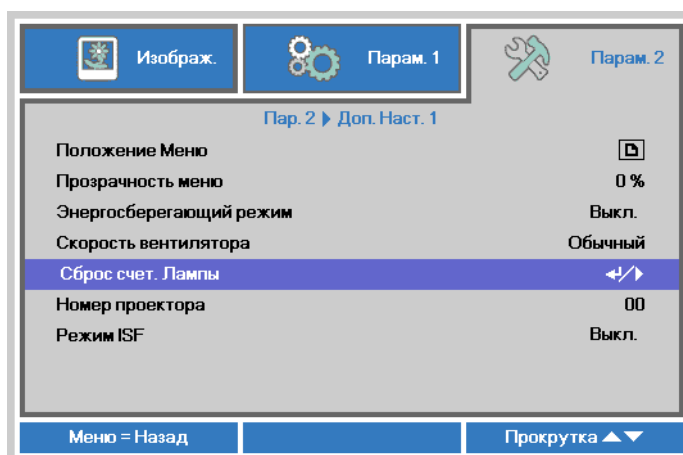 Изображ.
Парам. 1
Парам. 2
Пар. 2 Доп. Наст. 1
Положение Меню
Прозрачность меню 0 %
Энергосберегающий режим Выкл.
Скорость вентилятора Обычный
Сброс счет. Лампы
Номер проектора 00
Режим ISF Выкл.
Меню = Назад
Прокрутка